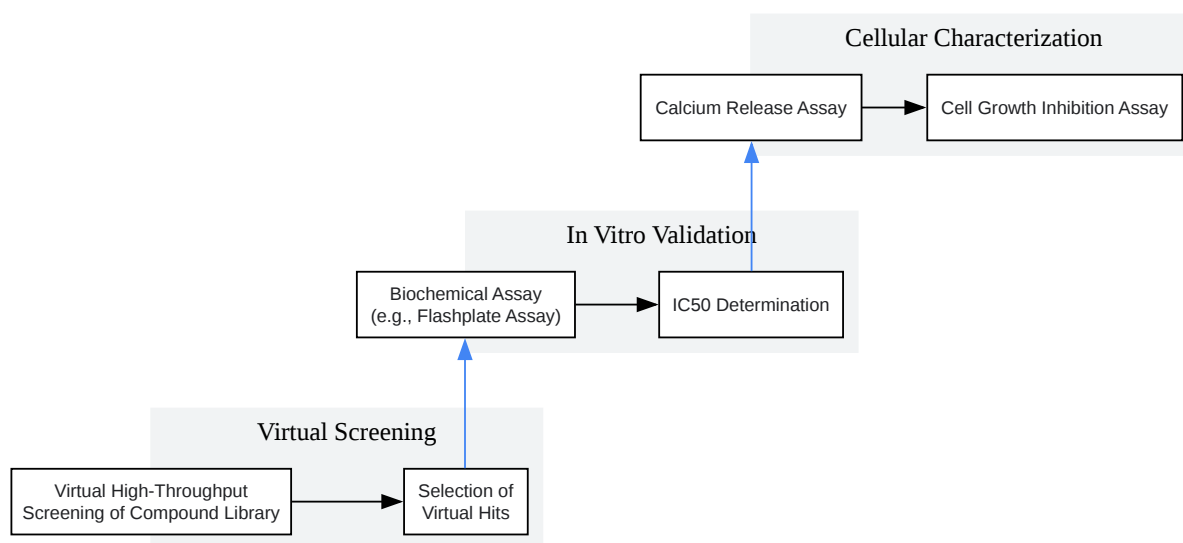 Cellular Characterization
Calcium Release Assay
Cell Growth Inhibition Assay
In Vitro Validation
Biochemical Assay
(e.g., Flashplate Assay)
IC50 Determination
Virtual Screening
Virtual High-Throughput
Screening of Compound Library
Selection of
Virtual Hits